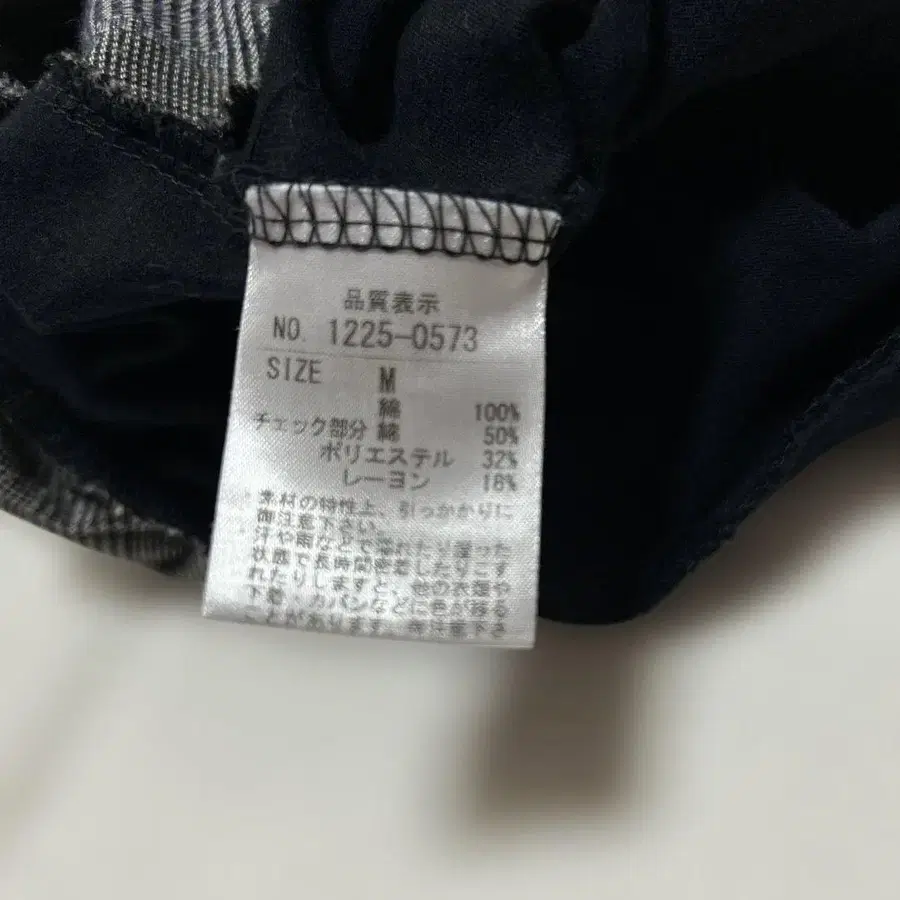 品質表示
NO. 1225-0573
SIZE M
綿 100%
チェック部分 綿 50%
ポリエステル 32%
レーヨン 18%
素材の特性上、引っかかりに
御注意下さい。
汗や雨などで濡れたり湿った
状態で長時間密着したりこす
れたりしますと、他の衣類や
下着、カバンなどに色が移る
ことがあります。御注意下さ